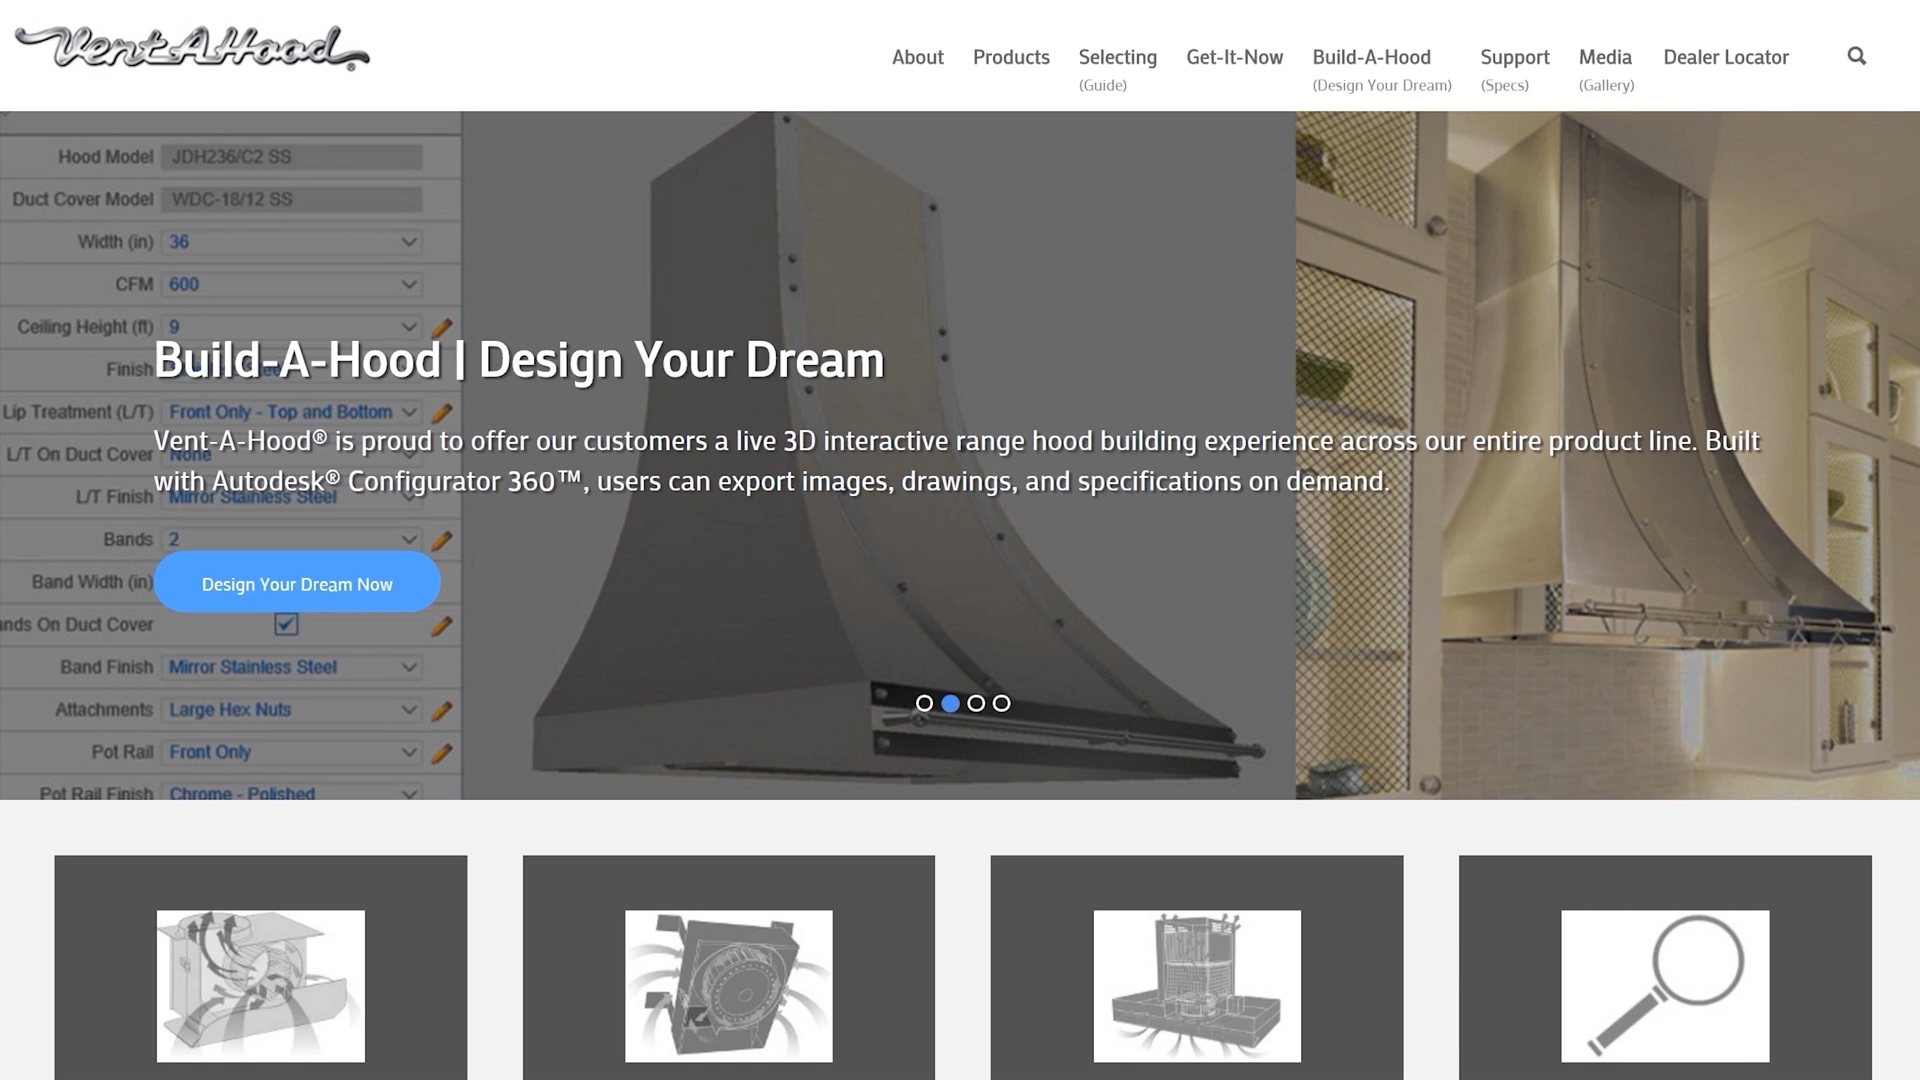 Vent-A-Hood®
About
Products
Selecting
(Guide)
Get-It-Now
Build-A-Hood
(Design Your Dream)
Support
(Specs)
Media
(Gallery)
Dealer Locator
Hood Model JDH236/C2 SS
Duct Cover Model WDC-18/12 SS
Width (in) 36
CFM 600
Ceiling Height (ft) 9
Finish
Build-A-Hood | Design Your Dream
Lip Treatment (L/T) Front Only - Top and Bottom
Vent-A-Hood® is proud to offer our customers a live 3D interactive range hood building experience across our entire product line. Built
L/T On Duct Cover None
with Autodesk® Configurator 360™, users can export images, drawings, and specifications on demand.
L/T Finish Mirror Stainless Steel
Bands 2
Band Width (in)
Design Your Dream Now
On Duct Cover
Band Finish Mirror Stainless Steel
Attachments Large Hex Nuts
Pot Rail Front Only
Pot Rail Finish Chrome - Polished